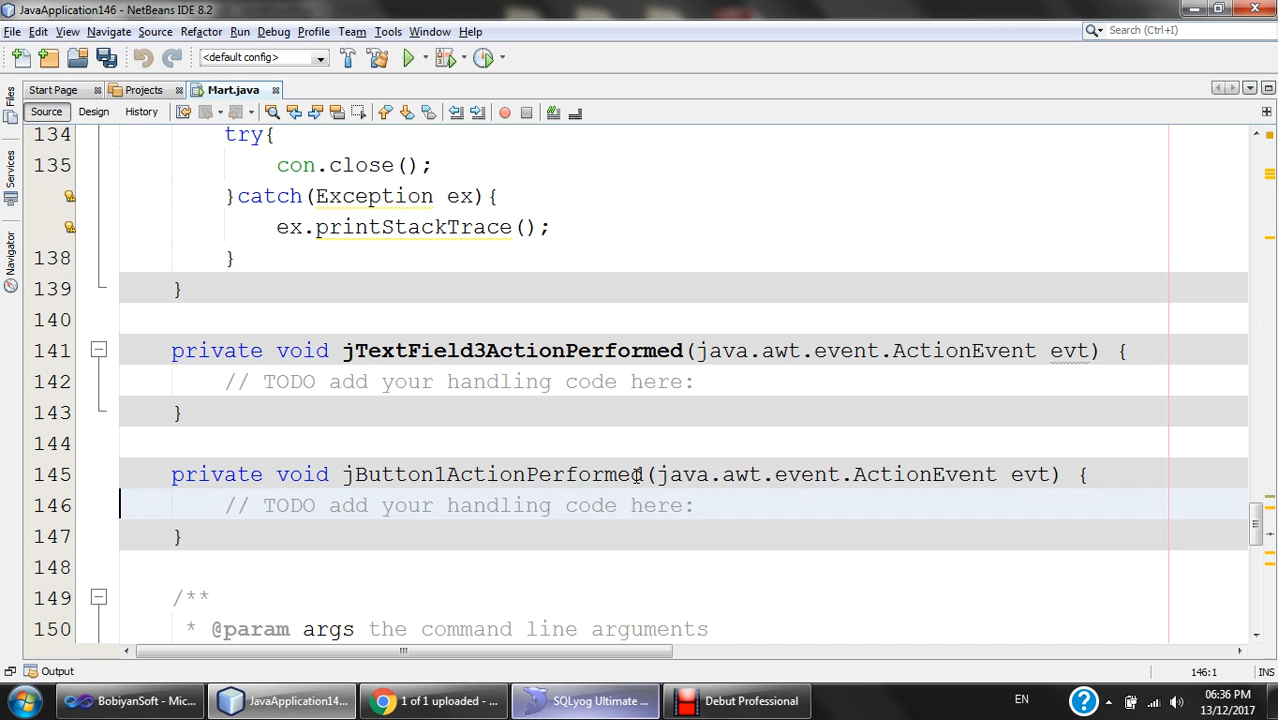 JavaApplication146 - NetBeans IDE 8.2
File Edit View Navigate Source Refactor Run Debug Profile Team Tools Window Help
Search (Ctrl+I)
<default config>
Start Page Projects Mart.java
Source Design History
Files
Services
Navigator
134 try{
135 con.close();
}catch(Exception ex){
ex.printStackTrace();
138 }
139 }
140
141 private void jTextField3ActionPerformed(java.awt.event.ActionEvent evt) {
142 // TODO add your handling code here:
143 }
144
145 private void jButton1ActionPerformed(java.awt.event.ActionEvent evt) {
146 // TODO add your handling code here:
147 }
148
149 /**
150 * @param args the command line arguments
Output
146:1 INS
BobiyanSoft - Mic... JavaApplication14... 1 of 1 uploaded - ... SQLyog Ultimate ... Debut Professional EN 06:36 PM
13/12/2017